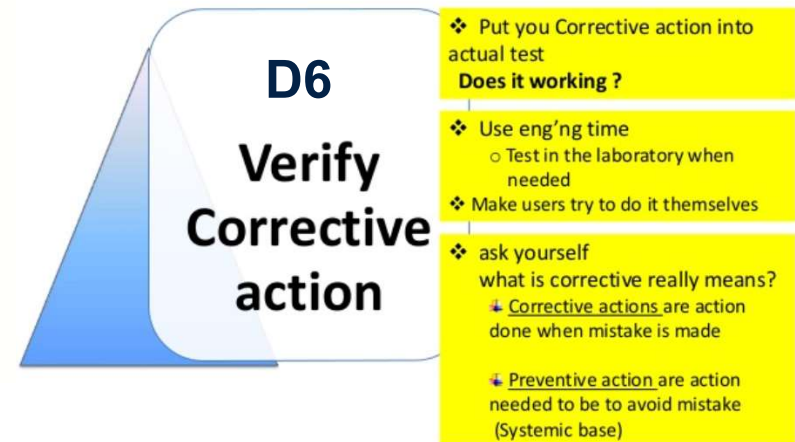 D6
Verify
Corrective
action
❖ Put you Corrective action into
actual test
Does it working ?
❖ Use eng'ng time
o Test in the laboratory when
needed
❖ Make users try to do it themselves
❖ ask yourself
what is corrective really means?
Corrective actions are action
done when mistake is made
Preventive action are action
needed to be to avoid mistake
(Systemic base)